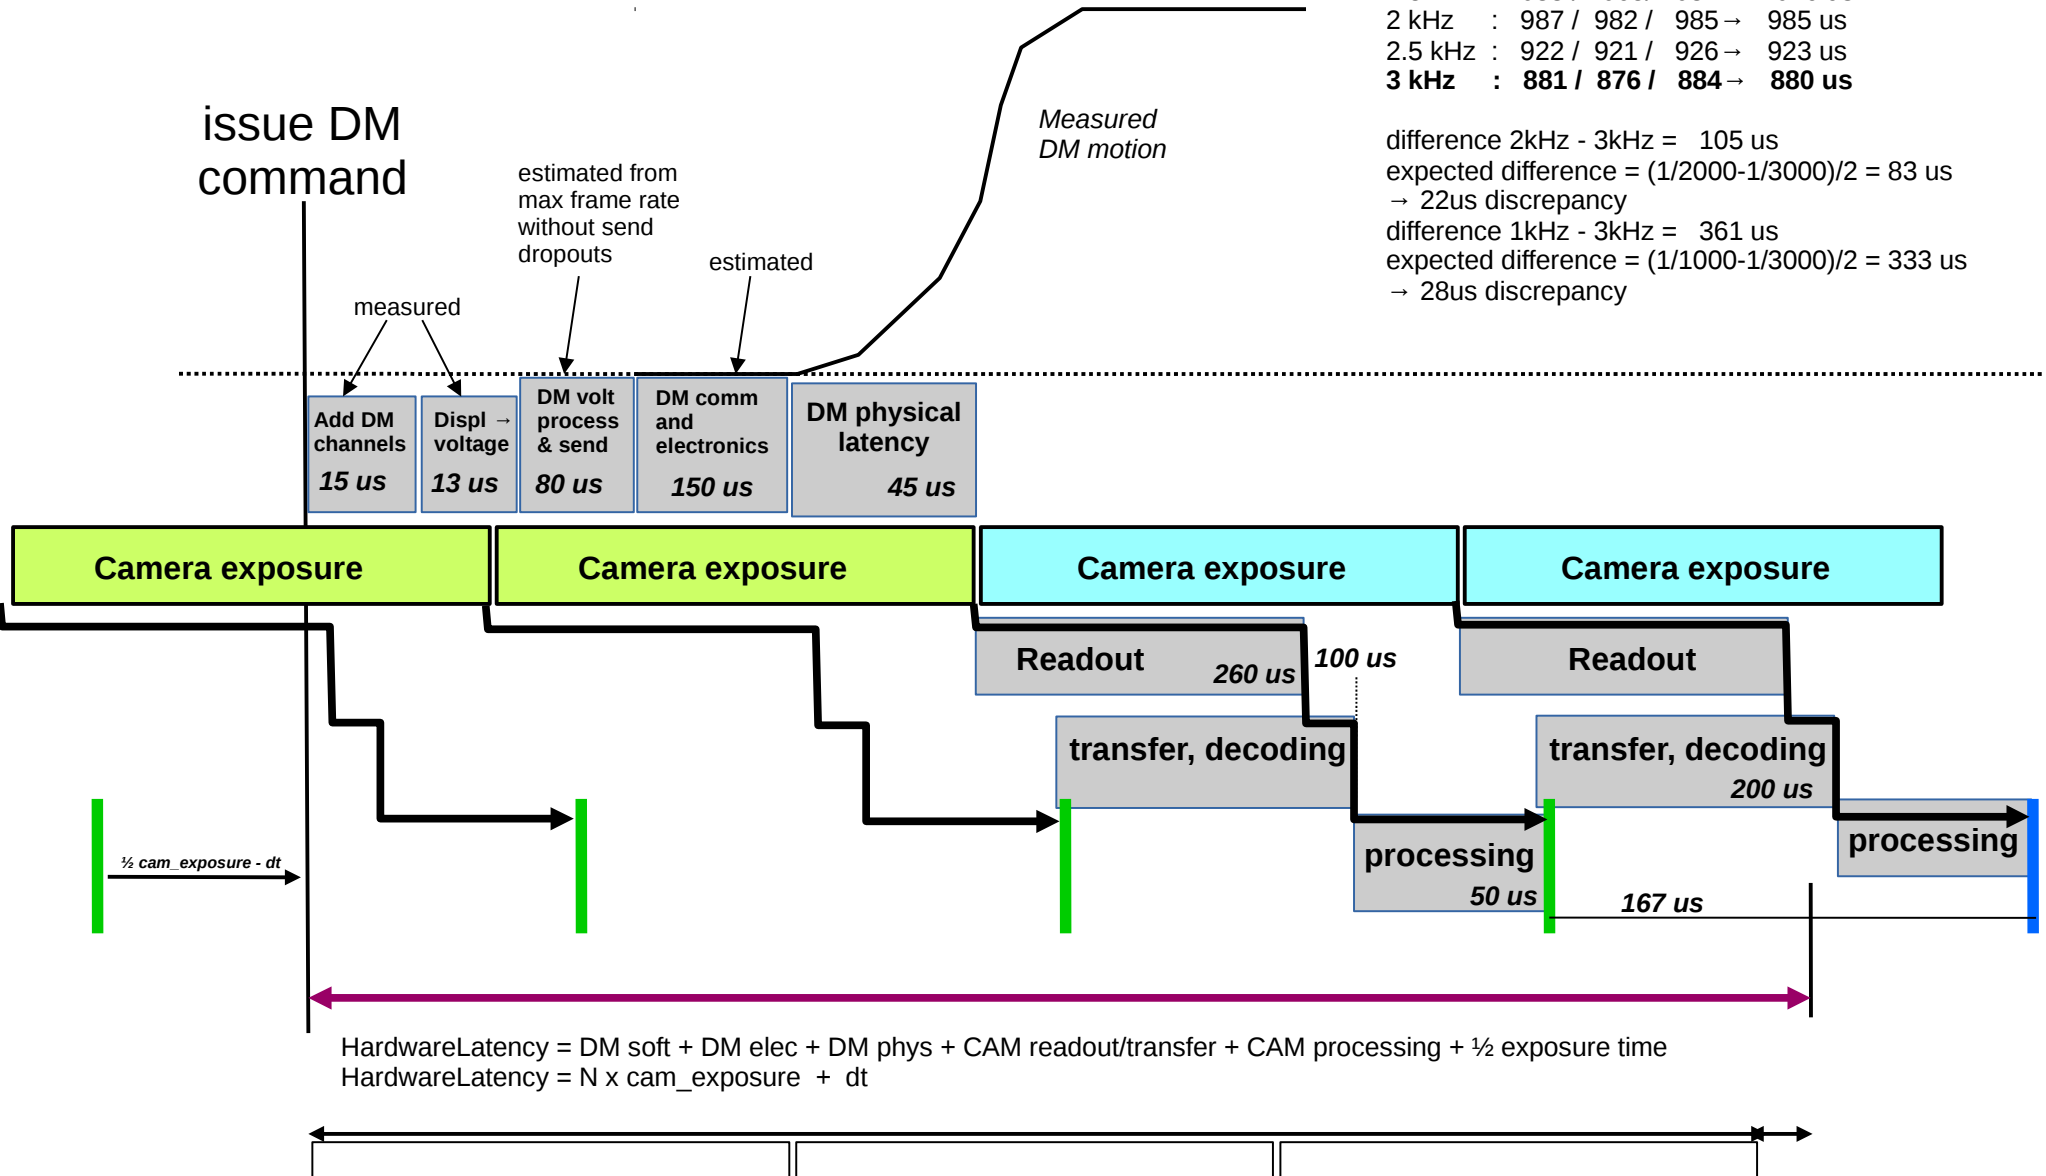 2 kHz : 987 / 982 / 985→ 985 us
2.5 kHz : 922 / 921 / 926→ 923 us
3 kHz : 881 / 876 / 884→ 880 us
difference 2kHz - 3kHz = 105 us
expected difference = (1/2000-1/3000)/2 = 83 us
→ 22us discrepancy
difference 1kHz - 3kHz = 361 us
expected difference = (1/1000-1/3000)/2 = 333 us
→ 28us discrepancy
issue DM
command
Measured
DM motion
estimated from
max frame rate
without send
dropouts
estimated
measured
Add DM
channels
15 us
Displ →
voltage
13 us
DM volt
process
& send
80 us
DM comm
and
electronics
150 us
DM physical
latency
45 us
Camera exposure
Camera exposure
Camera exposure
Camera exposure
Readout
260 us
100 us
Readout
transfer, decoding
transfer, decoding
200 us
processing
50 us
processing
½ cam_exposure - dt
167 us
HardwareLatency = DM soft + DM elec + DM phys + CAM readout/transfer + CAM processing + ½ exposure time
HardwareLatency = N x cam_exposure + dt